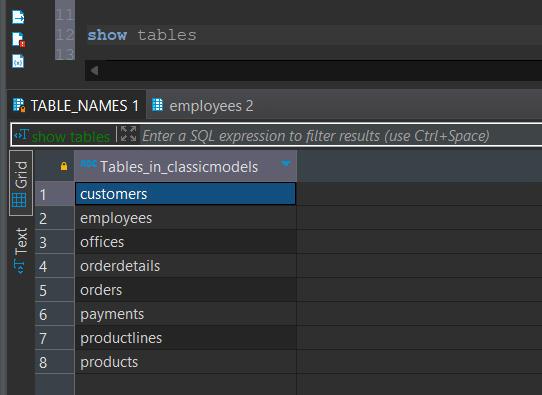 11
12 show tables
13
TABLE_NAMES 1 employees 2
show tables Enter a SQL expression to filter results (use Ctrl+Space)
Grid
Text
ABC Tables_in_classicmodels
1 customers
2 employees
3 offices
4 orderdetails
5 orders
6 payments
7 productlines
8 products